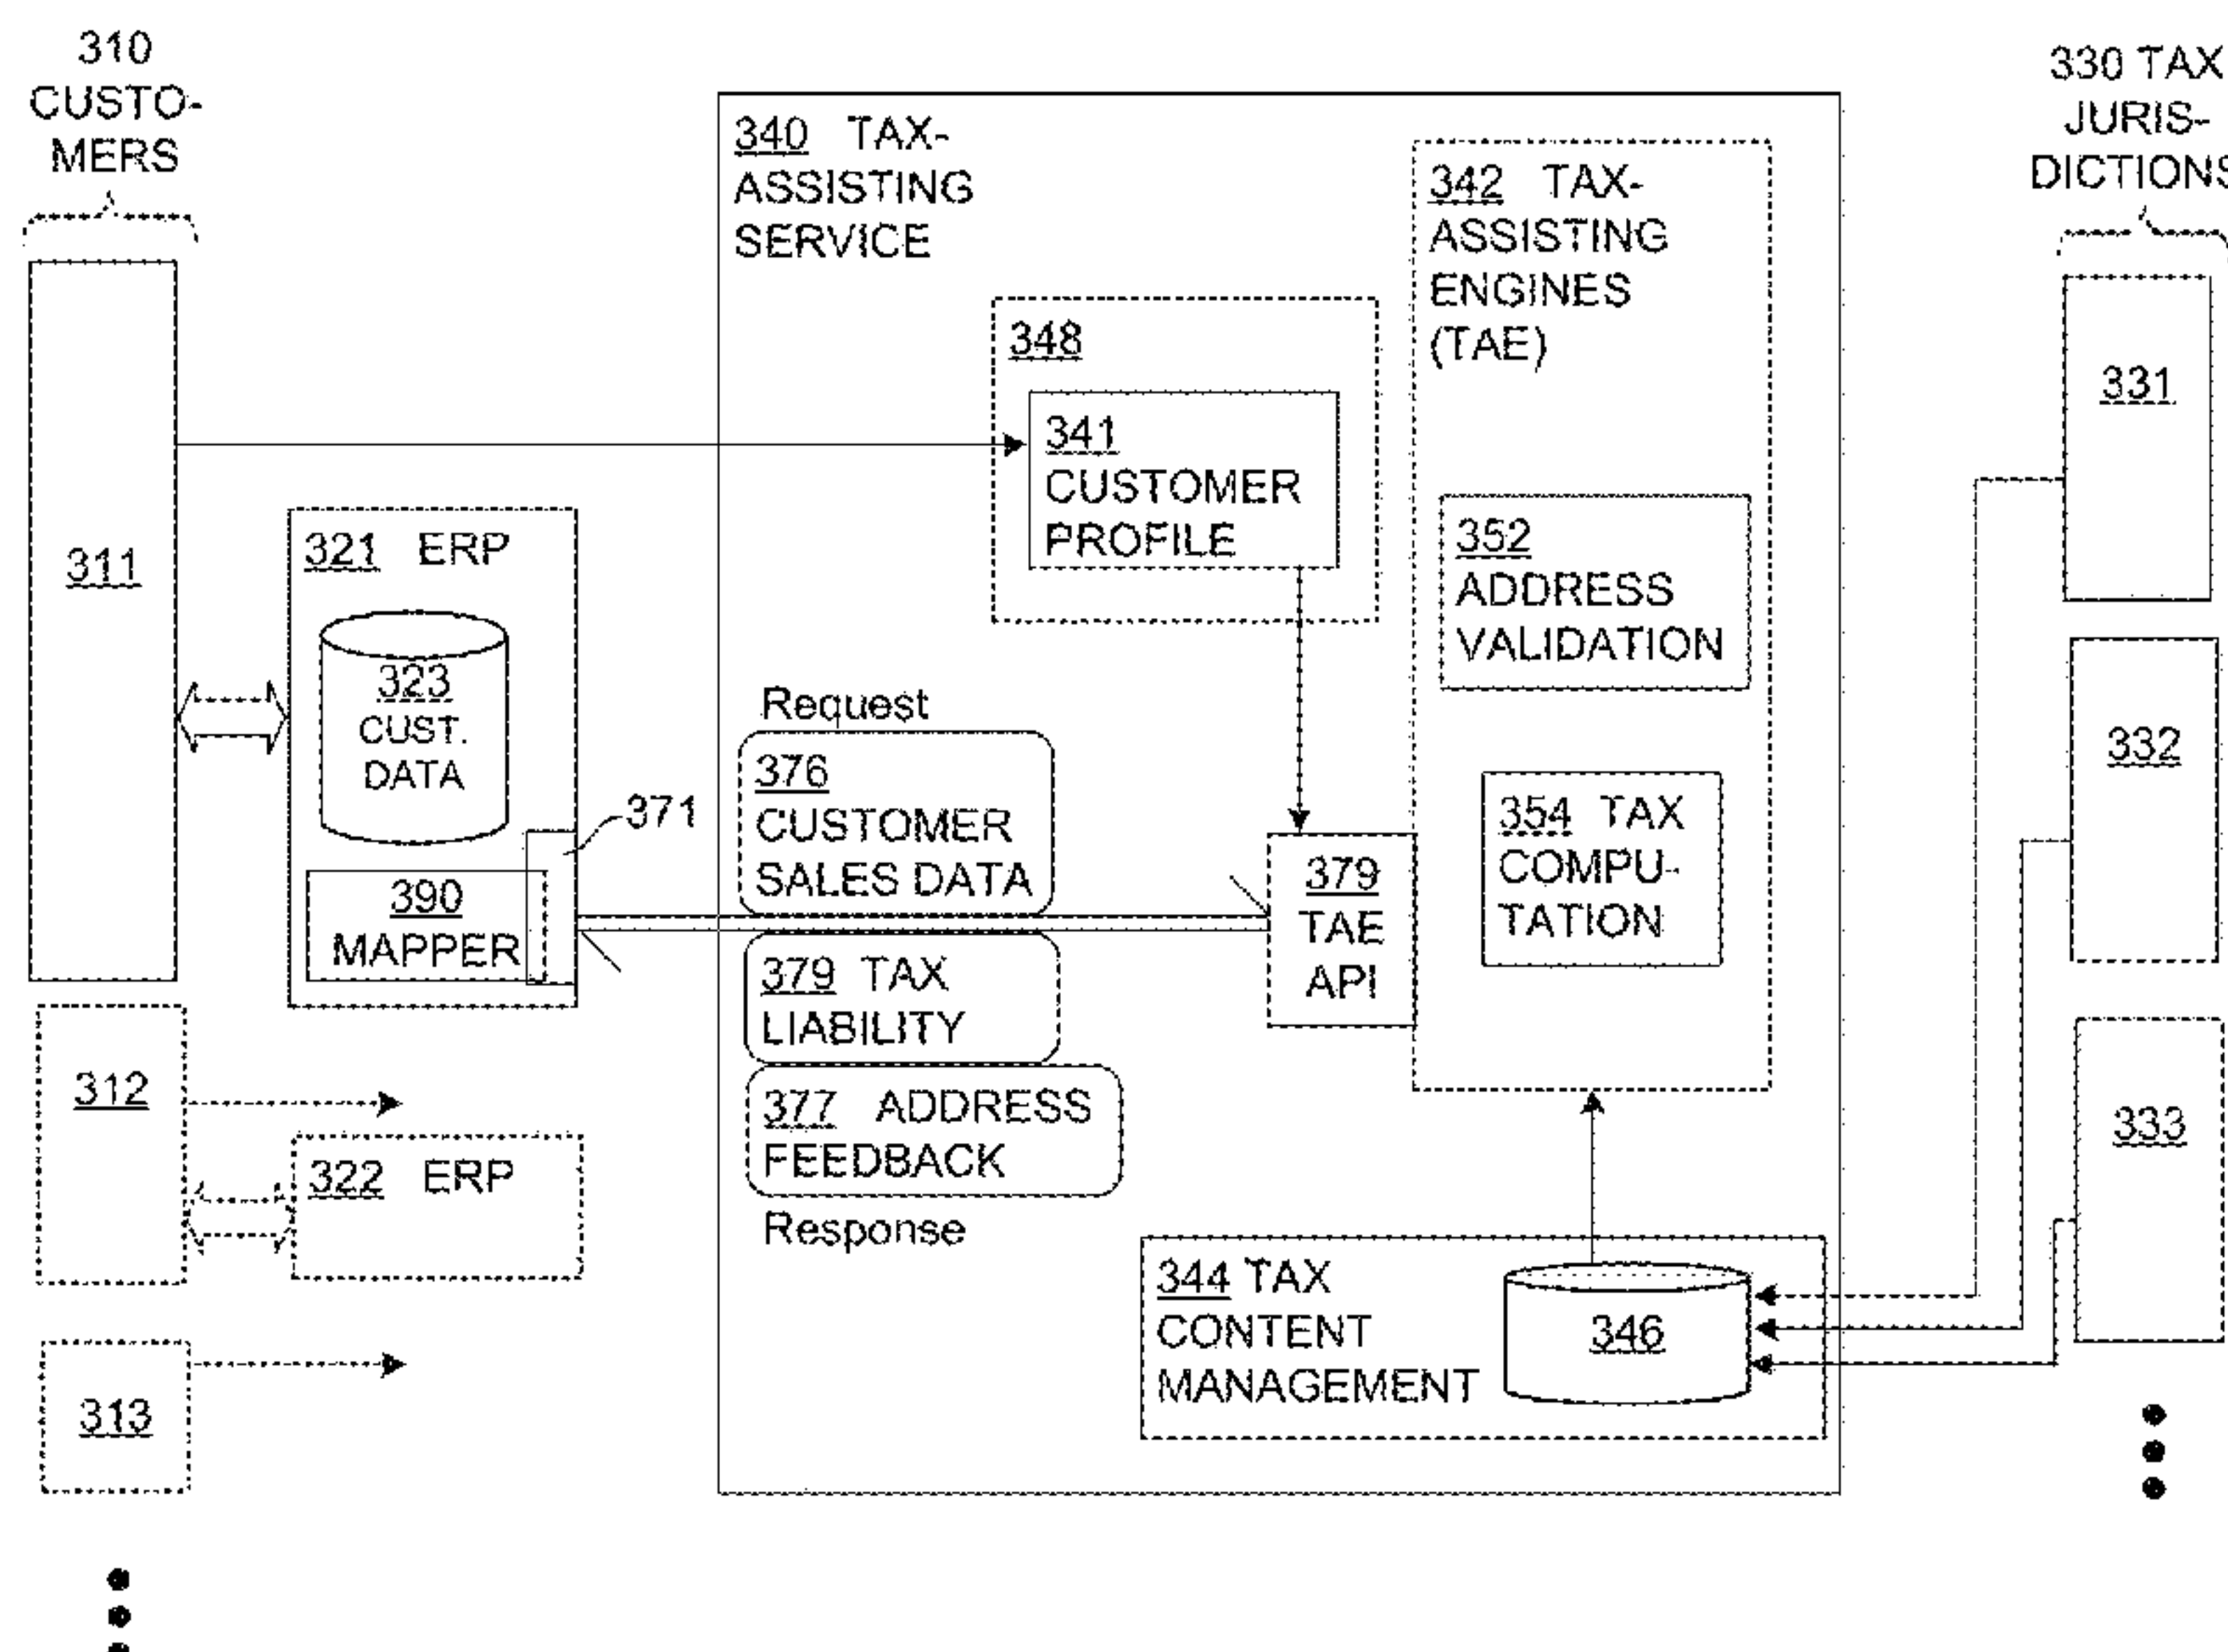 310
CUSTO-
MERS
311
312
313
321 ERP
323
CUST.
DATA
390
MAPPER
371
322 ERP
340 TAX-
ASSISTING
SERVICE
348
341
CUSTOMER
PROFILE
Request
376
CUSTOMER
SALES DATA
379 TAX
LIABILITY
377 ADDRESS
FEEDBACK
Response
379
TAE
API
342 TAX-
ASSISTING
ENGINES
(TAE)
352
ADDRESS
VALIDATION
354 TAX
COMPU-
TATION
344 TAX
CONTENT
MANAGEMENT
346
330 TAX
JURIS-
DICTIONS
331
332
333